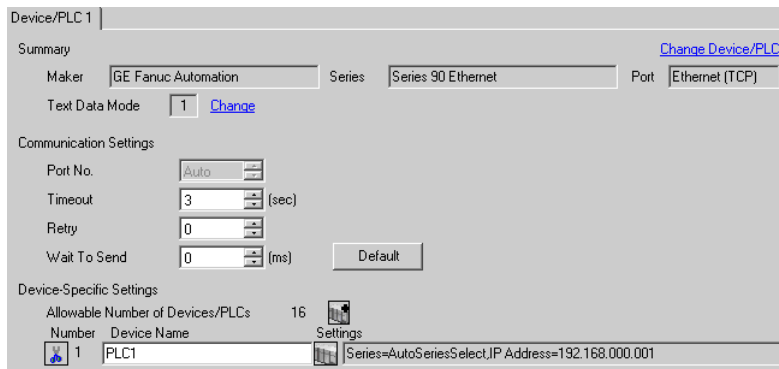 Device/PLC 1
Summary Change Device/PLC
Maker GE Fanuc Automation Series Series 90 Ethernet Port Ethernet (TCP)
Text Data Mode 1 Change
Communication Settings
Port No. Auto
Timeout 3 (sec)
Retry 0
Wait To Send 0 (ms) Default
Device-Specific Settings
Allowable Number of Devices/PLCs 16
Number Device Name Settings
1 PLC1 Series=AutoSeriesSelect,IP Address=192.168.000.001